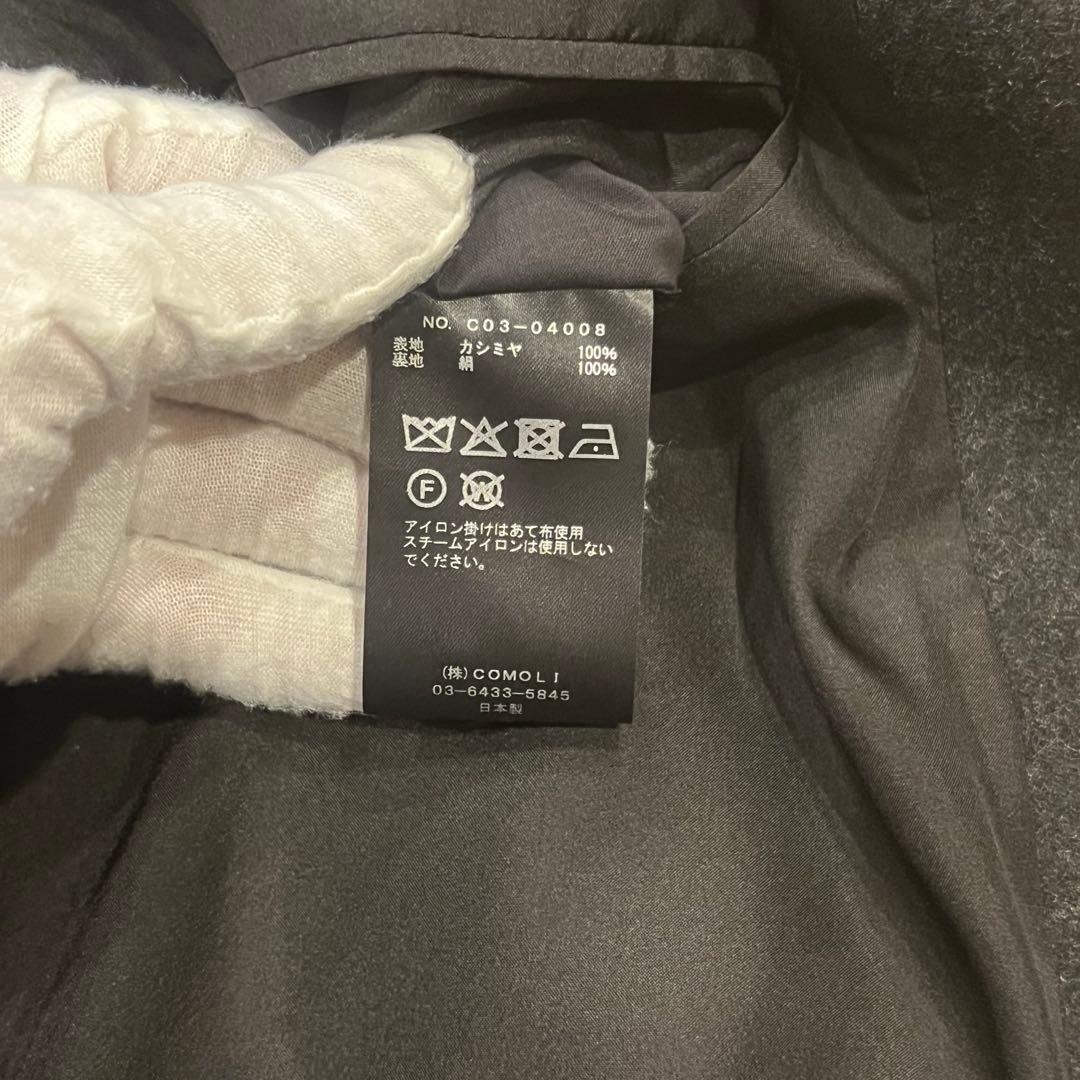 NO. C03-04008
表地 カシミヤ 100%
裏地 絹 100%
F W
アイロン掛けはあて布使用
スチームアイロンは使用しない
でください。
(株)COMOLI
03-6433-5845
日本製